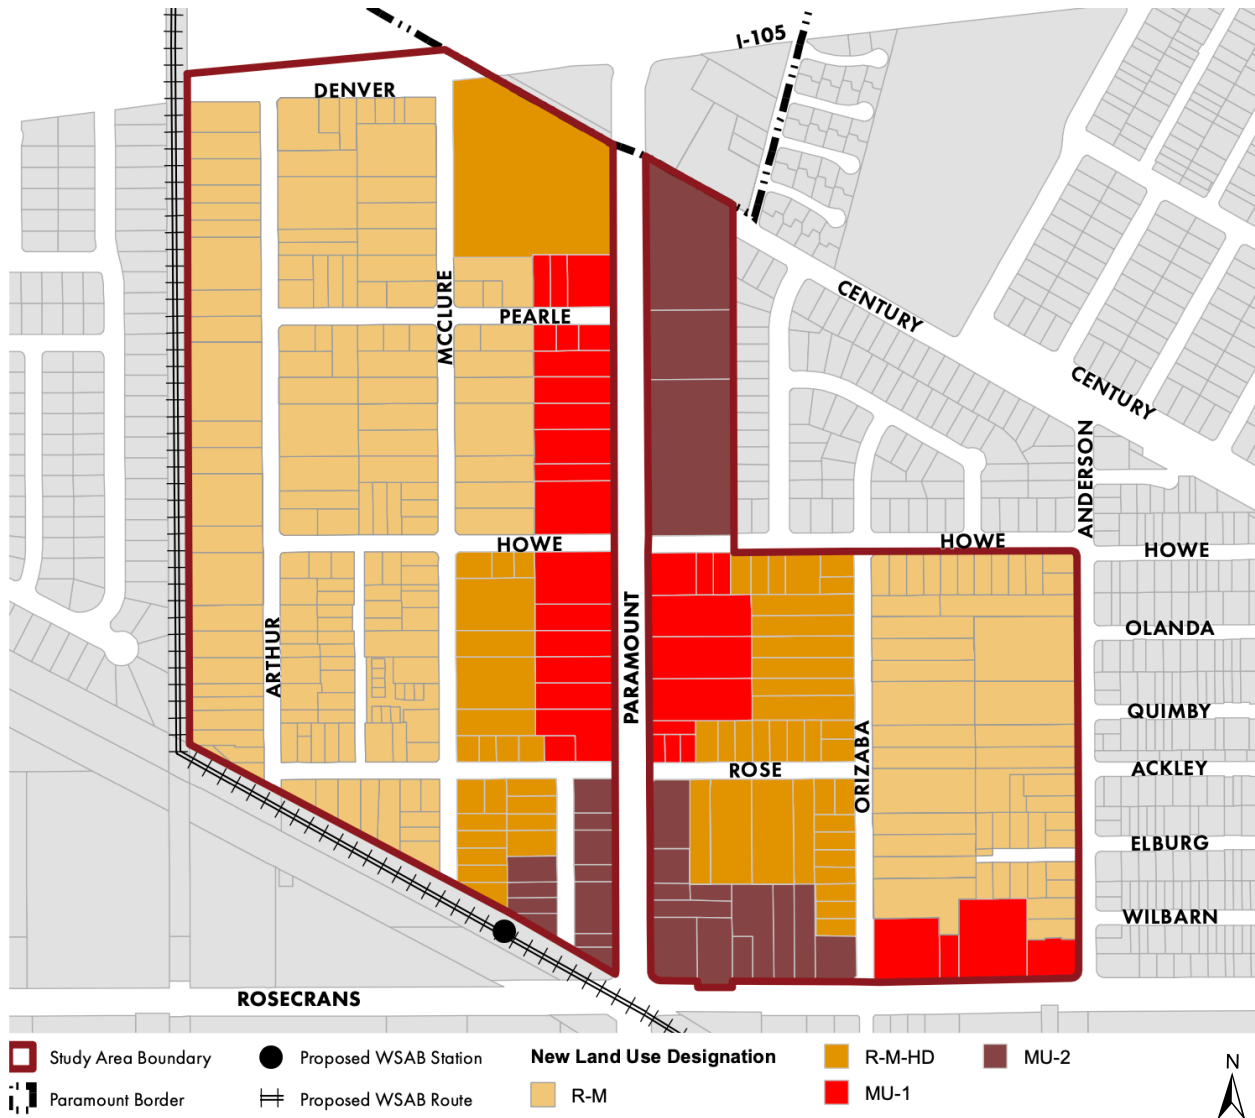 I-105
DENVER
MCCLURE
PEARLE
CENTURY
CENTURY
ANDERSON
HOWE
HOWE
HOWE
PARAMOUNT
ARTHUR
OLANDA
QUIMBY
ORIZABA
ROSE
ACKLEY
ELBURG
WILBARN
ROSECRANS
Study Area Boundary
Paramount Border
Proposed WSAB Station
Proposed WSAB Route
New Land Use Designation
R-M
R-M-HD
MU-1
MU-2
N